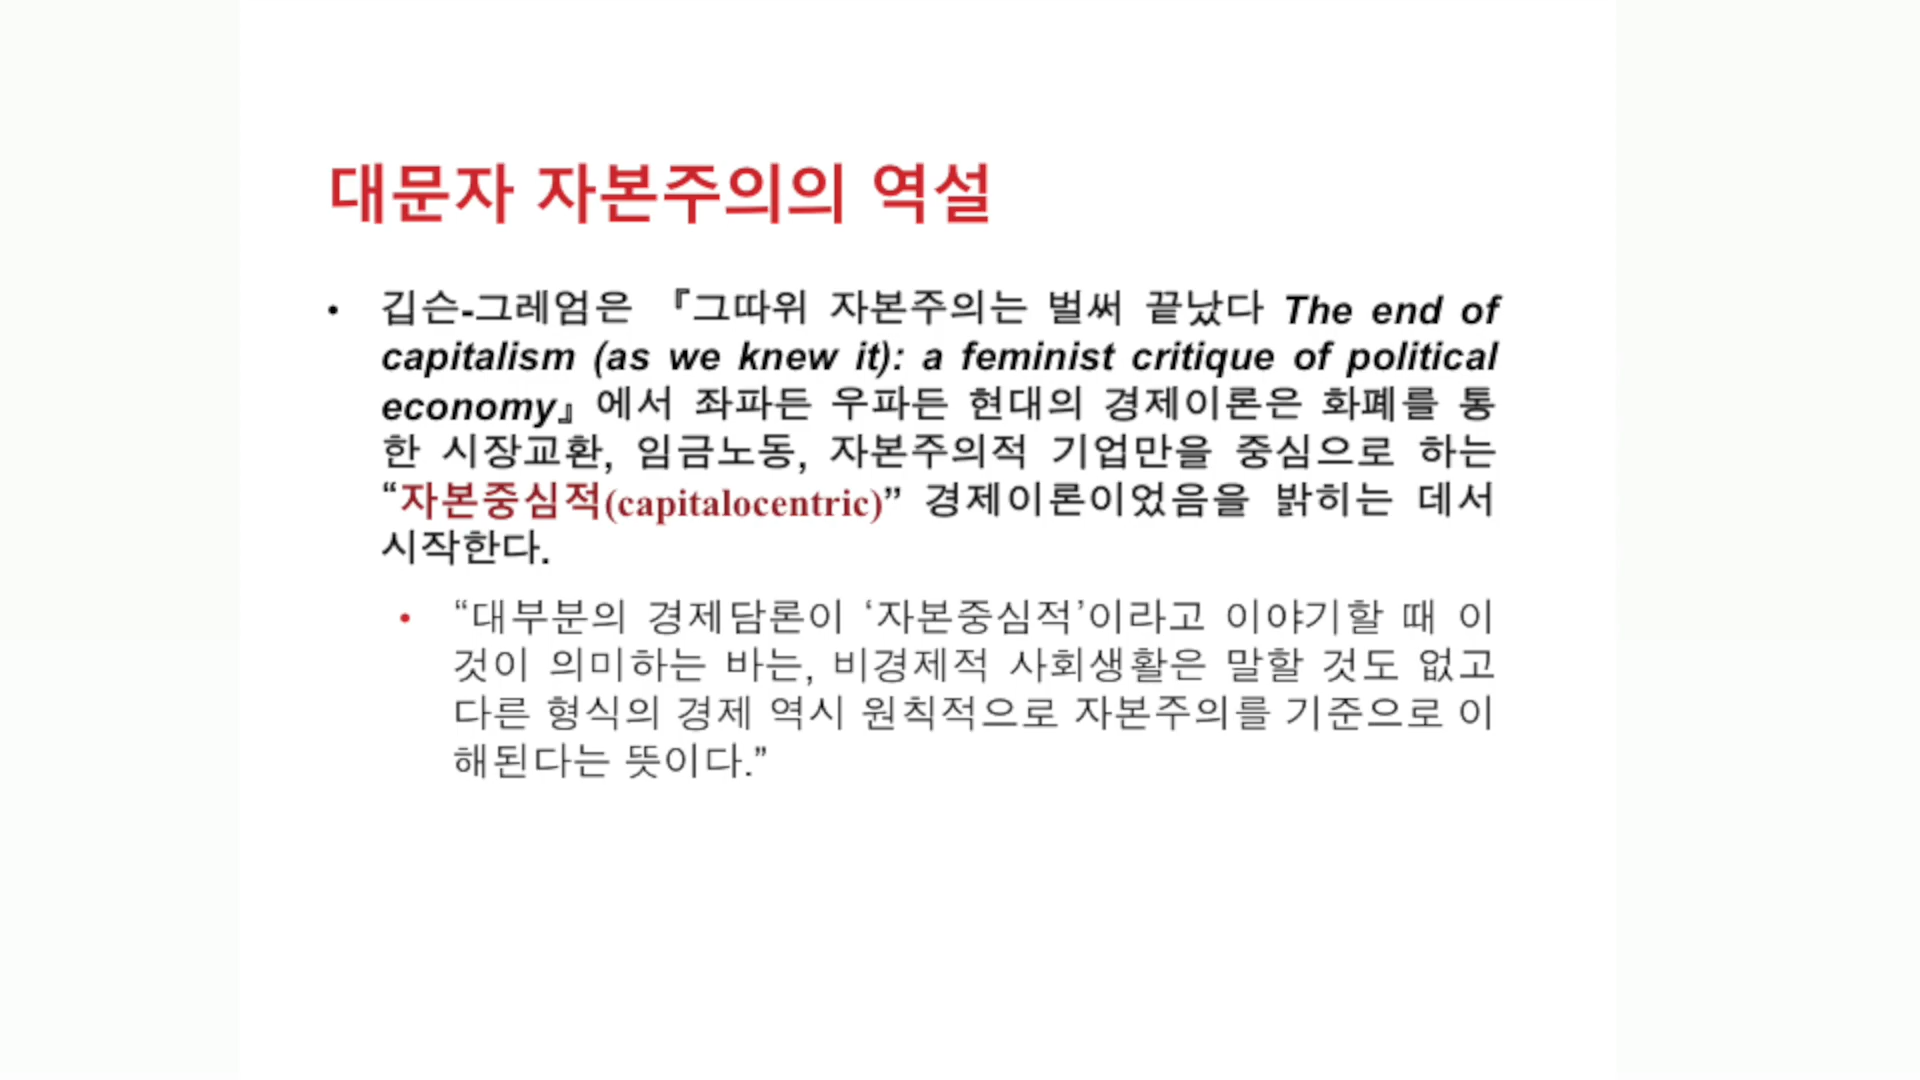 대문자 자본주의의 역설
• 깁슨-그레엄은 『그따위 자본주의는 벌써 끝났다 The end of
capitalism (as we knew it): a feminist critique of political
economy』에서 좌파든 우파든 현대의 경제이론은 화폐를 통
한 시장교환, 임금노동, 자본주의적 기업만을 중심으로 하는
“자본중심적(capitalocentric)” 경제이론이었음을 밝히는 데서
시작한다.
• “대부분의 경제담론이 ‘자본중심적’이라고 이야기할 때 이
것이 의미하는 바는, 비경제적 사회생활은 말할 것도 없고
다른 형식의 경제 역시 원칙적으로 자본주의를 기준으로 이
해된다는 뜻이다.”